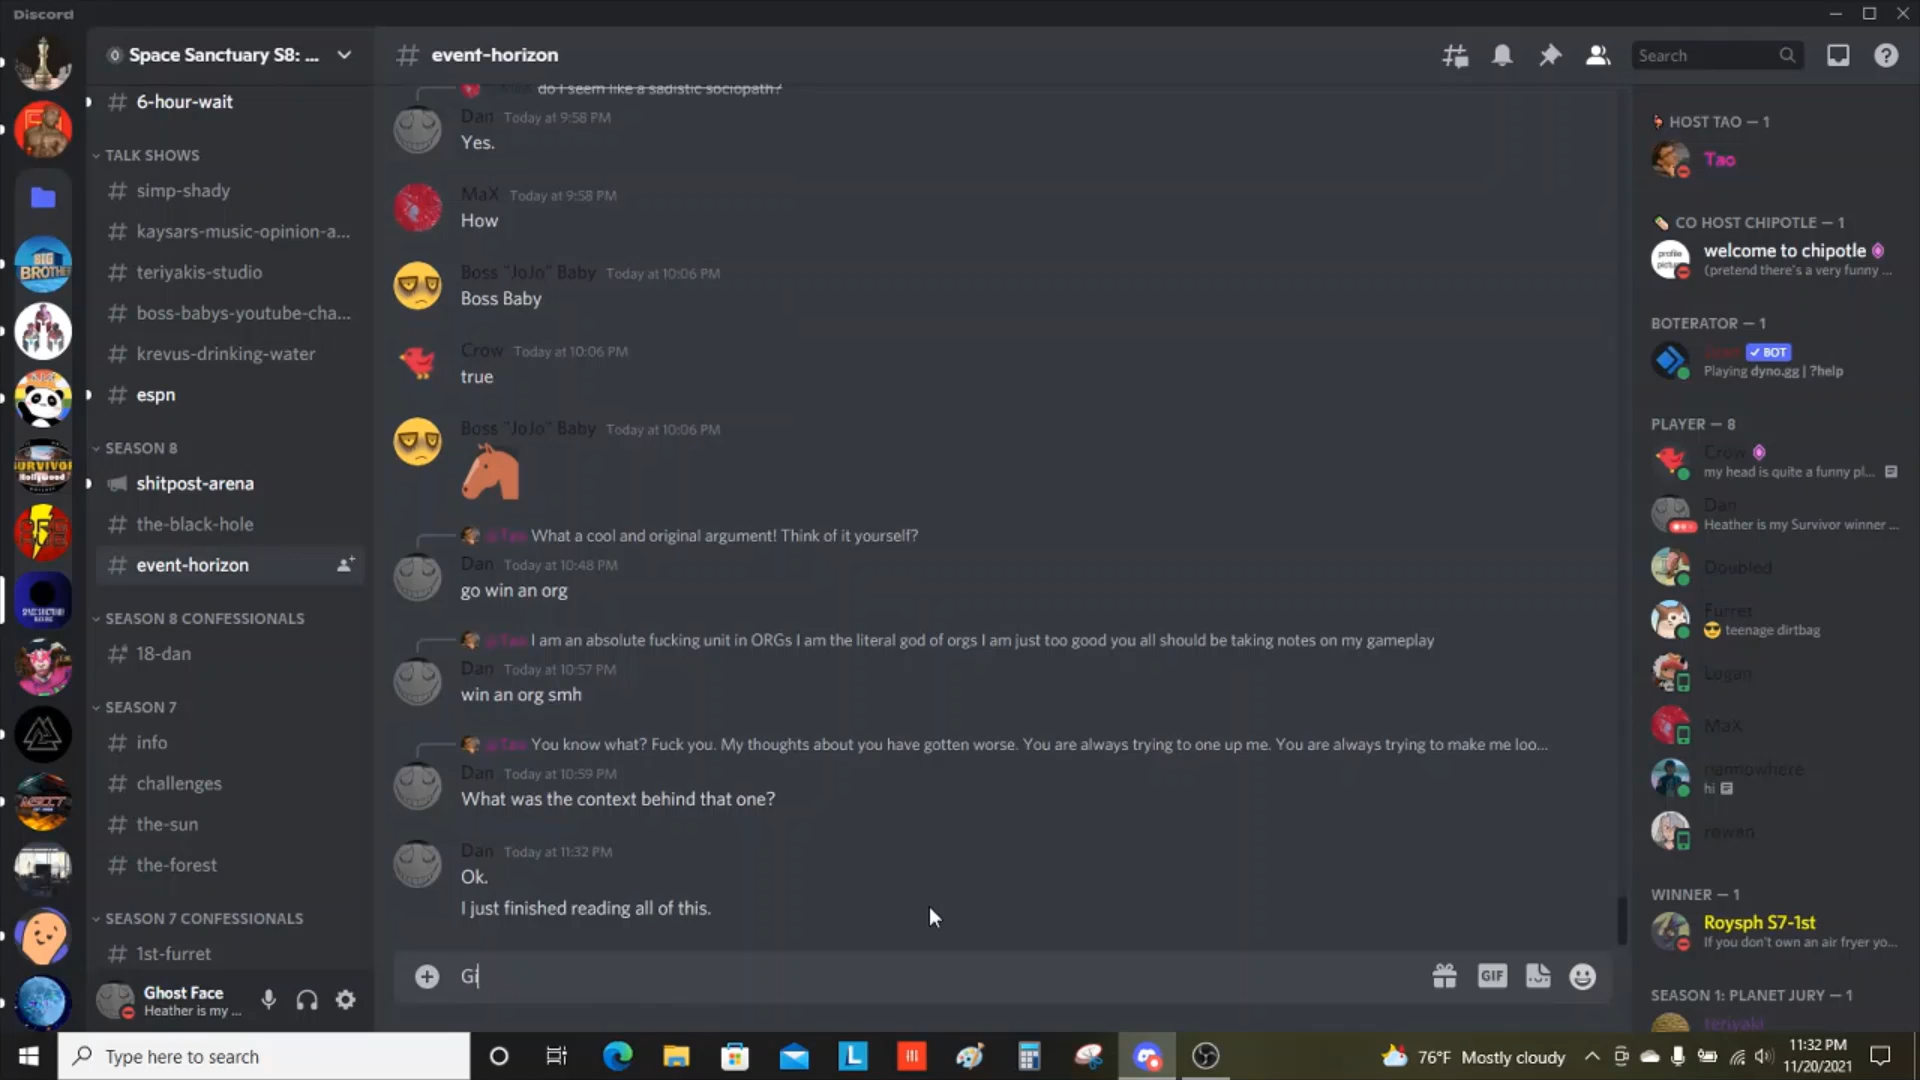 Discord
Space Sanctuary S8: ...
6-hour-wait
TALK SHOWS
simp-shady
kaysars-music-opinion-a...
teriyakis-studio
boss-babys-youtube-cha...
krevus-drinking-water
espn
SEASON 8
shitpost-arena
the-black-hole
event-horizon
SEASON 8 CONFESSIONALS
18-dan
SEASON 7
info
challenges
the-sun
the-forest
SEASON 7 CONFESSIONALS
1st-furret
Ghost Face
Heather is my ...
event-horizon
Search
do I seem like a sadistic sociopath?
Dan Today at 9:58 PM
Yes.
MaX Today at 9:58 PM
How
Boss "JoJo" Baby Today at 10:06 PM
Boss Baby
Crow Today at 10:06 PM
true
Boss "JoJo" Baby Today at 10:06 PM
@Tao What a cool and original argument! Think of it yourself?
Dan Today at 10:48 PM
go win an org
@Tao I am an absolute fucking unit in ORGs I am the literal god of orgs I am just too good you all should be taking notes on my gameplay
Dan Today at 10:57 PM
win an org smh
@Tao You know what? Fuck you. My thoughts about you have gotten worse. You are always trying to one up me. You are always trying to make me loo...
Dan Today at 10:59 PM
What was the context behind that one?
Dan Today at 11:32 PM
Ok.
I just finished reading all of this.
Gi
GIF
HOST TAO — 1
Tao
CO HOST CHIPOTLE — 1
welcome to chipotle
(pretend there's a very funny ...
BOTERATOR — 1
BOT
Playing dyno.gg | ?help
PLAYER — 8
Crow
my head is quite a funny pl...
Dan
Heather is my Survivor winner ...
Doubled
Furret
teenage dirtbag
Logan
MaX
narnowhere
hi
rowan
WINNER — 1
Roysph S7-1st
If you don't own an air fryer yo...
SEASON 1: PLANET JURY — 1
teriyaki
BIG
BROTHER
SURVIVOR
Type here to search
L
76°F Mostly cloudy
11:32 PM
11/20/2021